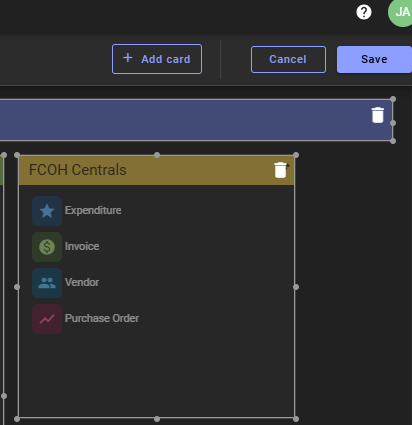 JA
+ Add card
Cancel
Save
FCOH Centrals
Expenditure
Invoice
Vendor
Purchase Order